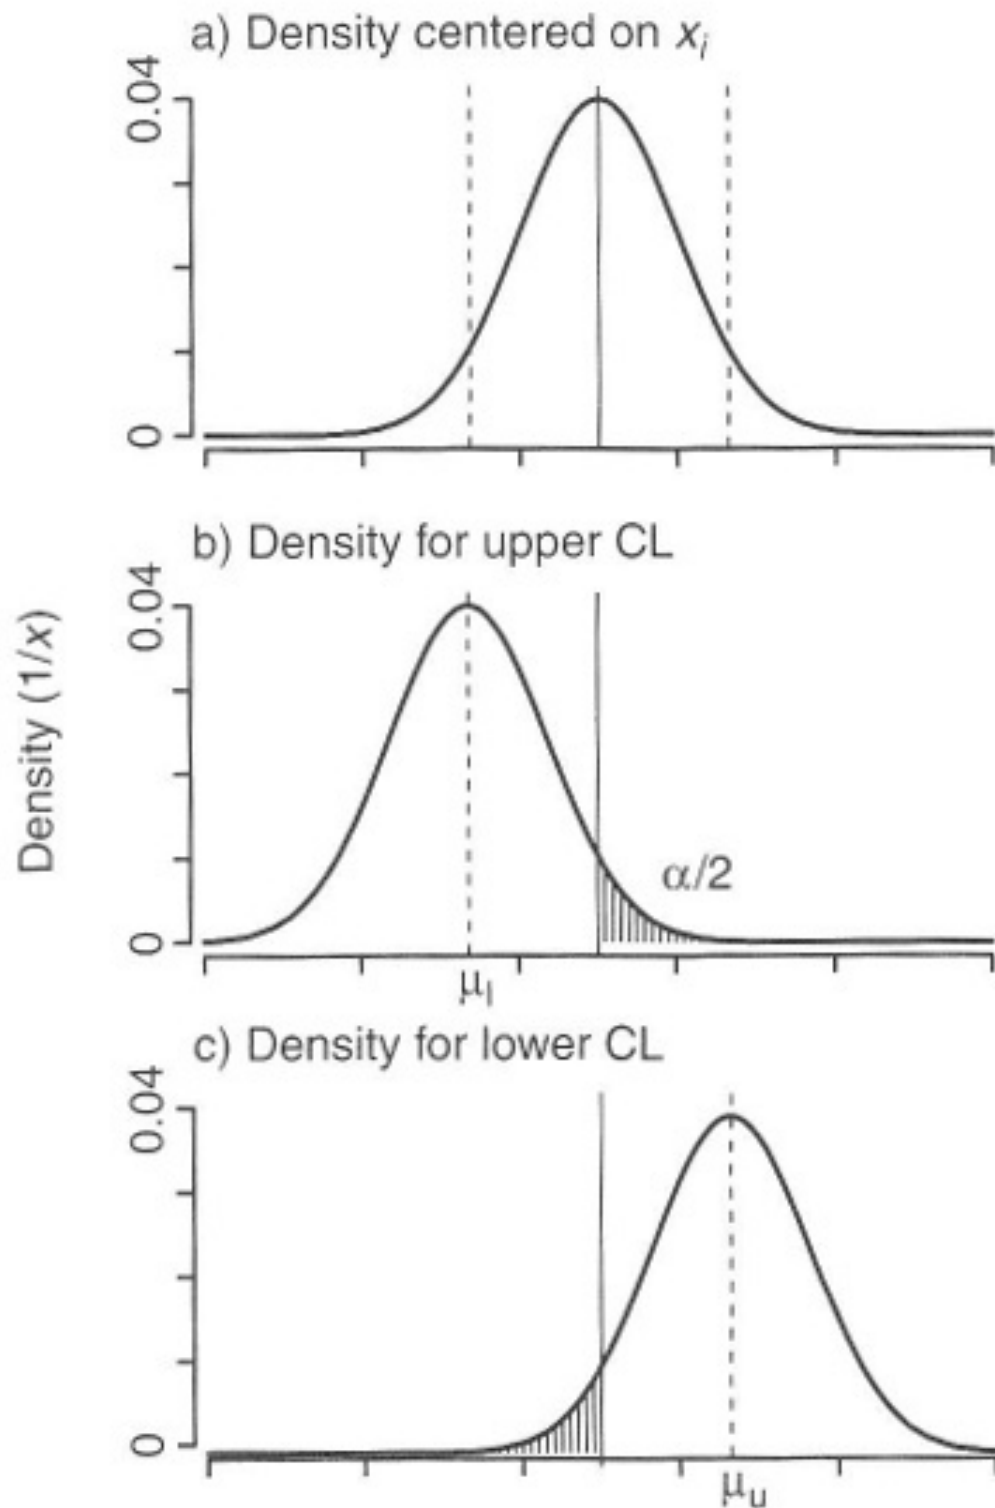 a) Density centered on xi
0.04
0
b) Density for upper CL
0.04
α/2
0
μl
Density (1/x)
c) Density for lower CL
0.04
0
μu